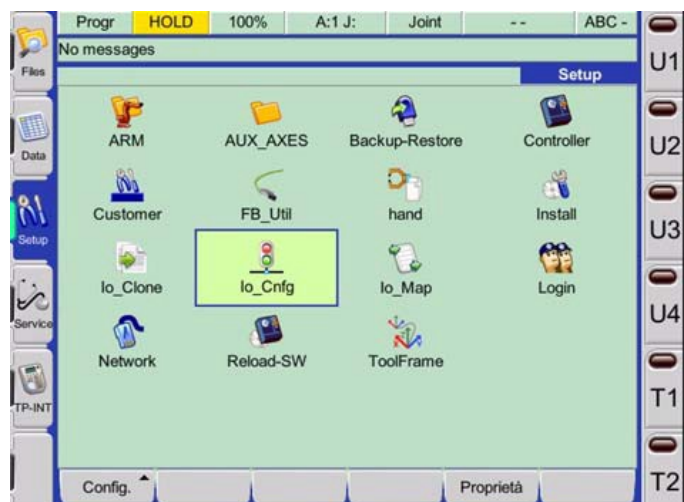 Progr HOLD 100% A:1 J: Joint -- ABC -
No messages
Setup
Files
Data
Setup
Service
TP-INT
ARM AUX_AXES Backup-Restore Controller
Customer FB_Util hand Install
Io_Clone Io_Cnfg Io_Map Login
Network Reload-SW ToolFrame
Config. Proprietà
U1
U2
U3
U4
T1
T2